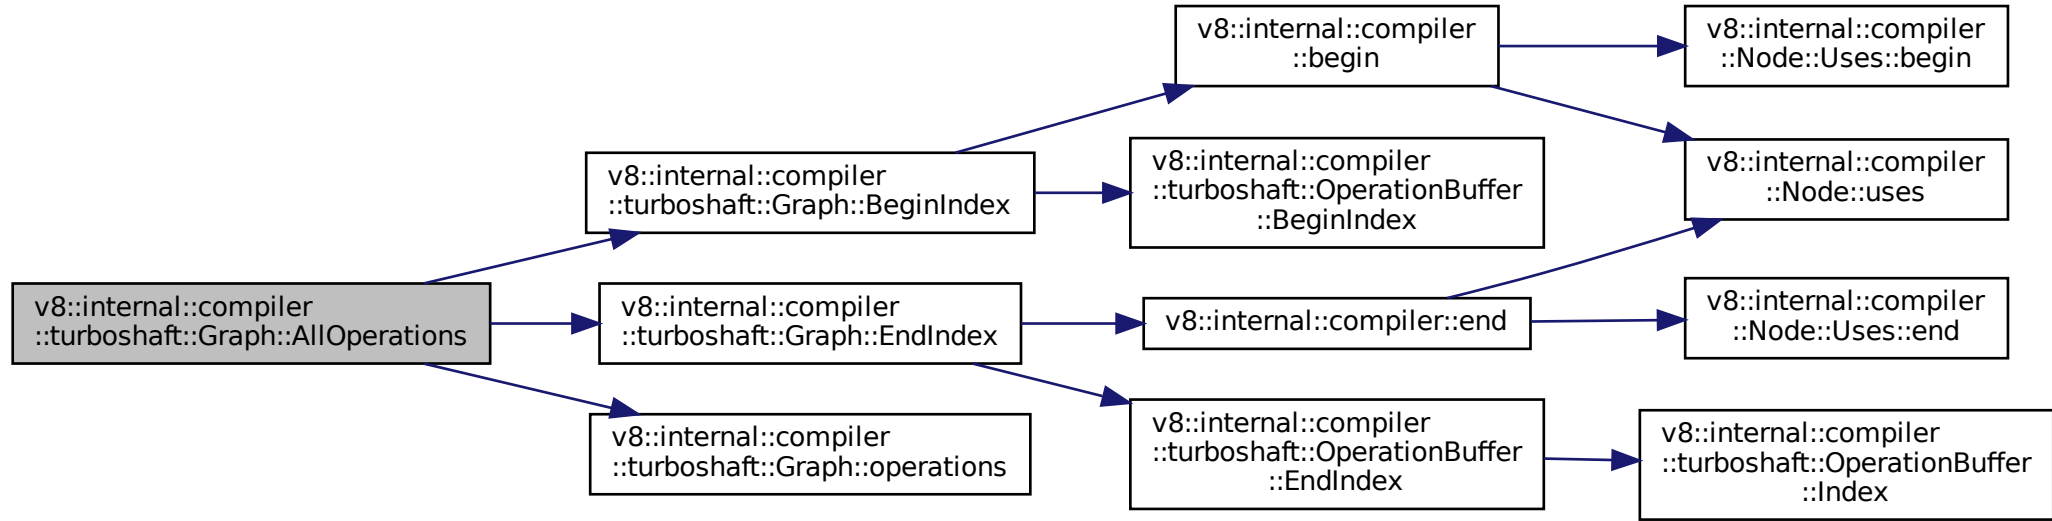 v8::internal::compiler
::turboshaft::Graph::AllOperations
v8::internal::compiler
::turboshaft::Graph::BeginIndex
v8::internal::compiler
::turboshaft::Graph::EndIndex
v8::internal::compiler
::turboshaft::Graph::operations
v8::internal::compiler
::begin
v8::internal::compiler
::turboshaft::OperationBuffer
::BeginIndex
v8::internal::compiler::end
v8::internal::compiler
::turboshaft::OperationBuffer
::EndIndex
v8::internal::compiler
::Node::Uses::begin
v8::internal::compiler
::Node::uses
v8::internal::compiler
::Node::Uses::end
v8::internal::compiler
::turboshaft::OperationBuffer
::Index